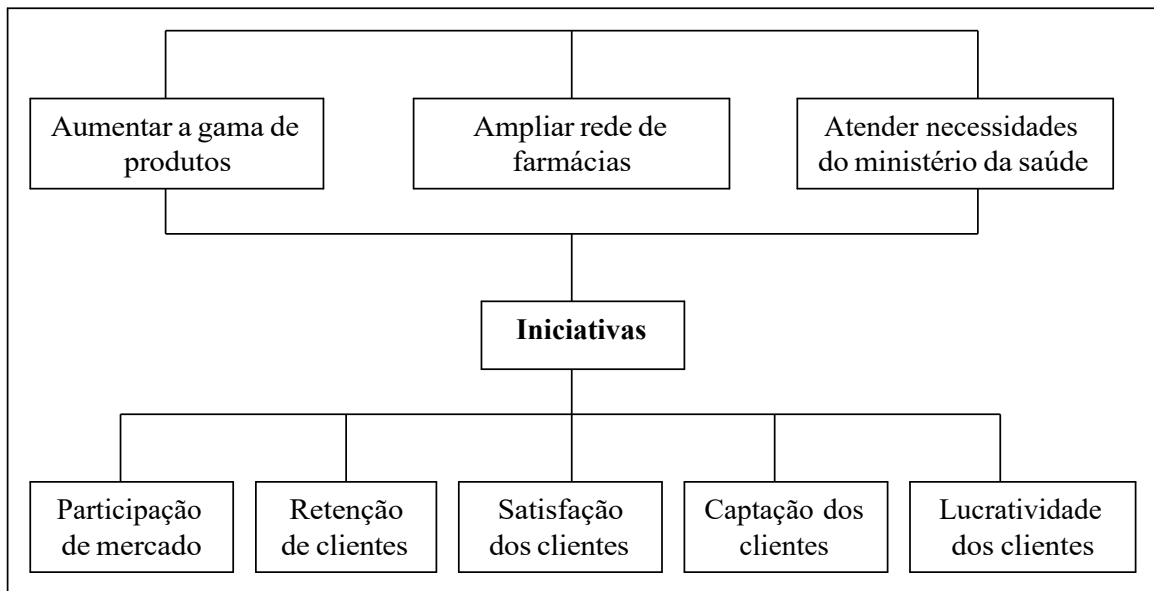 Aumentar a gama de
produtos
Ampliar rede de
farmácias
Atender necessidades
do ministério da saúde
Iniciativas
Participação
de mercado
Retenção
de clientes
Satisfação
dos clientes
Captação dos
clientes
Lucratividade
dos clientes